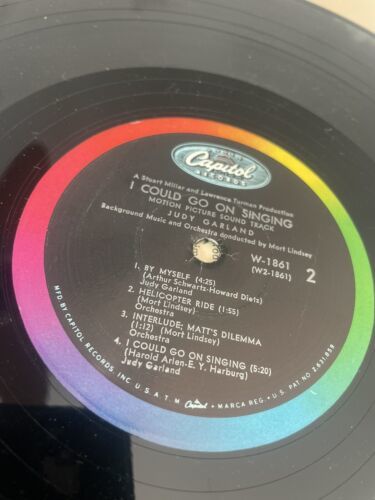 Capitol
RECORDS
A Stuart Millar and Lawrence Turman Production
I COULD GO ON SINGING
MOTION PICTURE SOUND TRACK
JUDY GARLAND
Background Music and Orchestra conducted by Mort Lindsey
W-1861
(W2-1861)
2
1. BY MYSELF (4:25)
(Arthur Schwartz-Howard Dietz)
Judy Garland
2. HELICOPTER RIDE (1:55)
(Mort Lindsey)
Orchestra
3. INTERLUDE: MATT'S DILEMMA
(1:12) (Mort Lindsey)
Orchestra
4. I COULD GO ON SINGING (5:20)
(Harold Arlen-E. Y. Harburg)
Judy Garland
MFD. BY CAPITOL RECORDS, INC. U.S.A. T.M. Capitol MARCA REG. • U.S. PAT. NO. 2,631,859